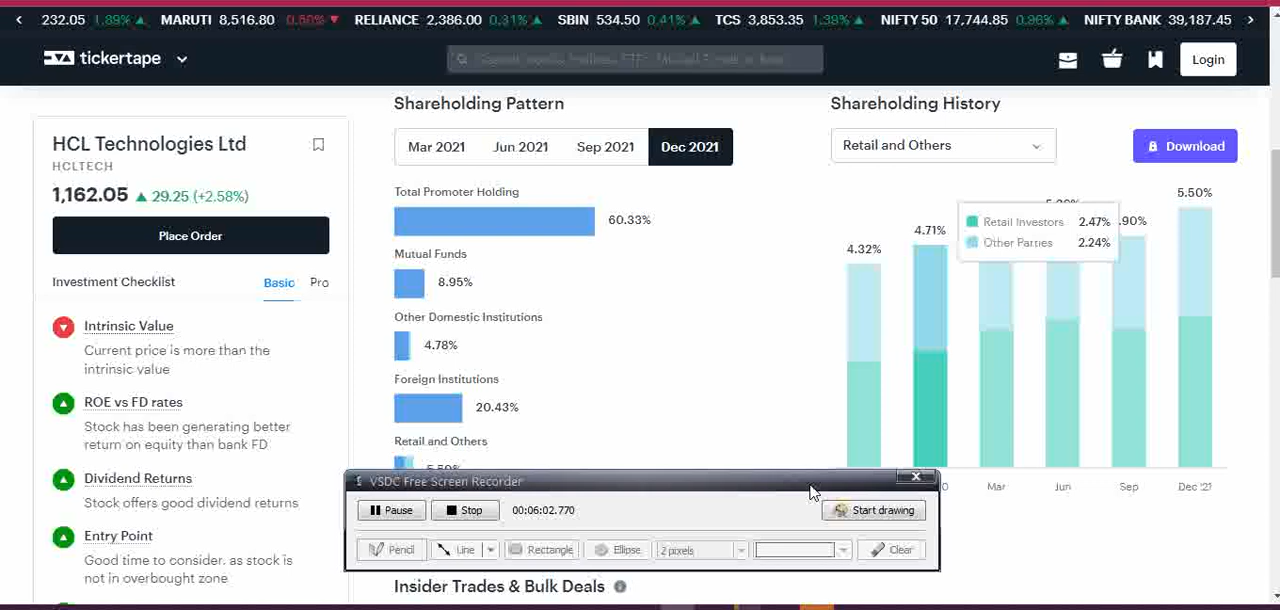 232.05 1.89% MARUTI 8,516.80 0.50% RELIANCE 2,386.00 0.31% SBIN 534.50 0.41% TCS 3,853.35 1.39% NIFTY 50 17,744.85 0.96% NIFTY BANK 39,187.45
tickertape
Login
HCL Technologies Ltd
HCLTECH
1,162.05 29.25 (+2.58%)
Place Order
Investment Checklist Basic Pro
Intrinsic Value
Current price is more than the
intrinsic value
ROE vs FD rates
Stock has been generating better
return on equity than bank FD
Dividend Returns
Stock offers good dividend returns
Entry Point
Good time to consider. as stock is
not in overbought zone
Shareholding Pattern
Mar 2021 Jun 2021 Sep 2021 Dec 2021
Total Promoter Holding
60.33%
Mutual Funds
8.95%
Other Domestic Institutions
4.78%
Foreign Institutions
20.43%
Retail and Others
Shareholding History
Retail and Others Download
5.50%
4.71%
4.32%
.90%
Retail Investors 2.47%
Other Parties 2.24%
Mar Jun Sep Dec '21
VSDC Free Screen Recorder
Pause Stop 00:06:02.770 Start drawing
Pencil Line Rectangle Ellipse 2 pixels Clear
Insider Trades & Bulk Deals